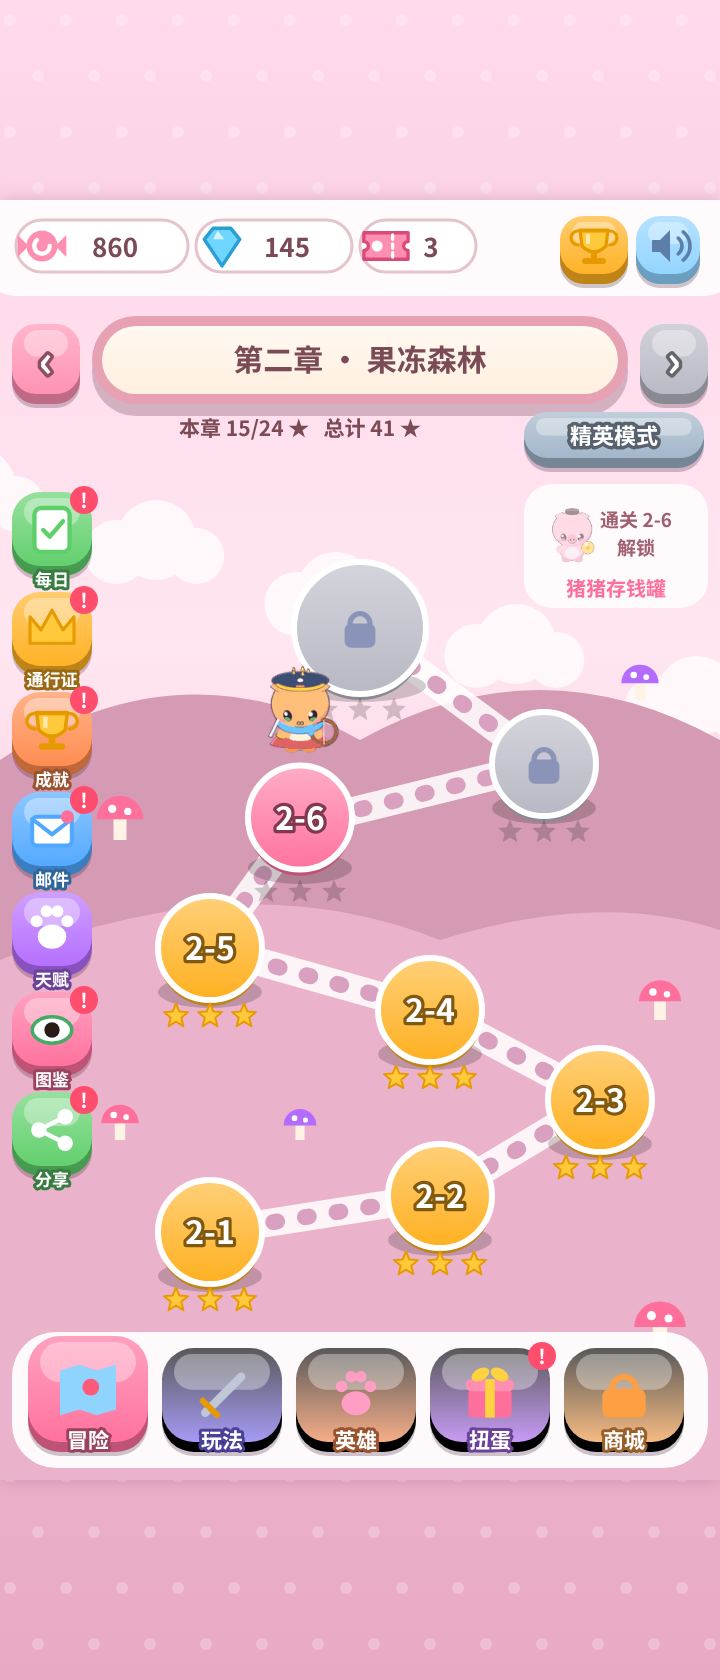 860
145
3
第二章 · 果冻森林
本章 15/24 ★ 总计 41 ★
精英模式
通关 2-6
解锁
猪猪存钱罐
每日
通行证
成就
邮件
天赋
图鉴
分享
2-6
2-5
2-4
2-3
2-2
2-1
冒险
玩法
英雄
扭蛋
商城